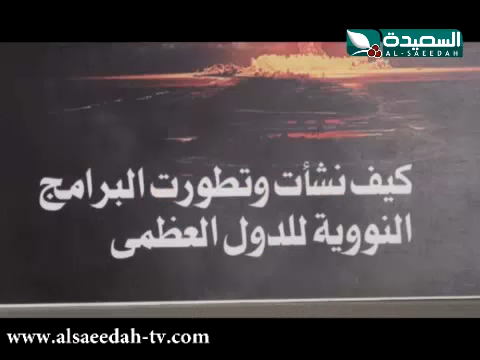 السعيدة
AL-SAEEDAH
كيف نشأت وتطورت البرامج
النووية للدول العظمى
www.alsaeedah-tv.com